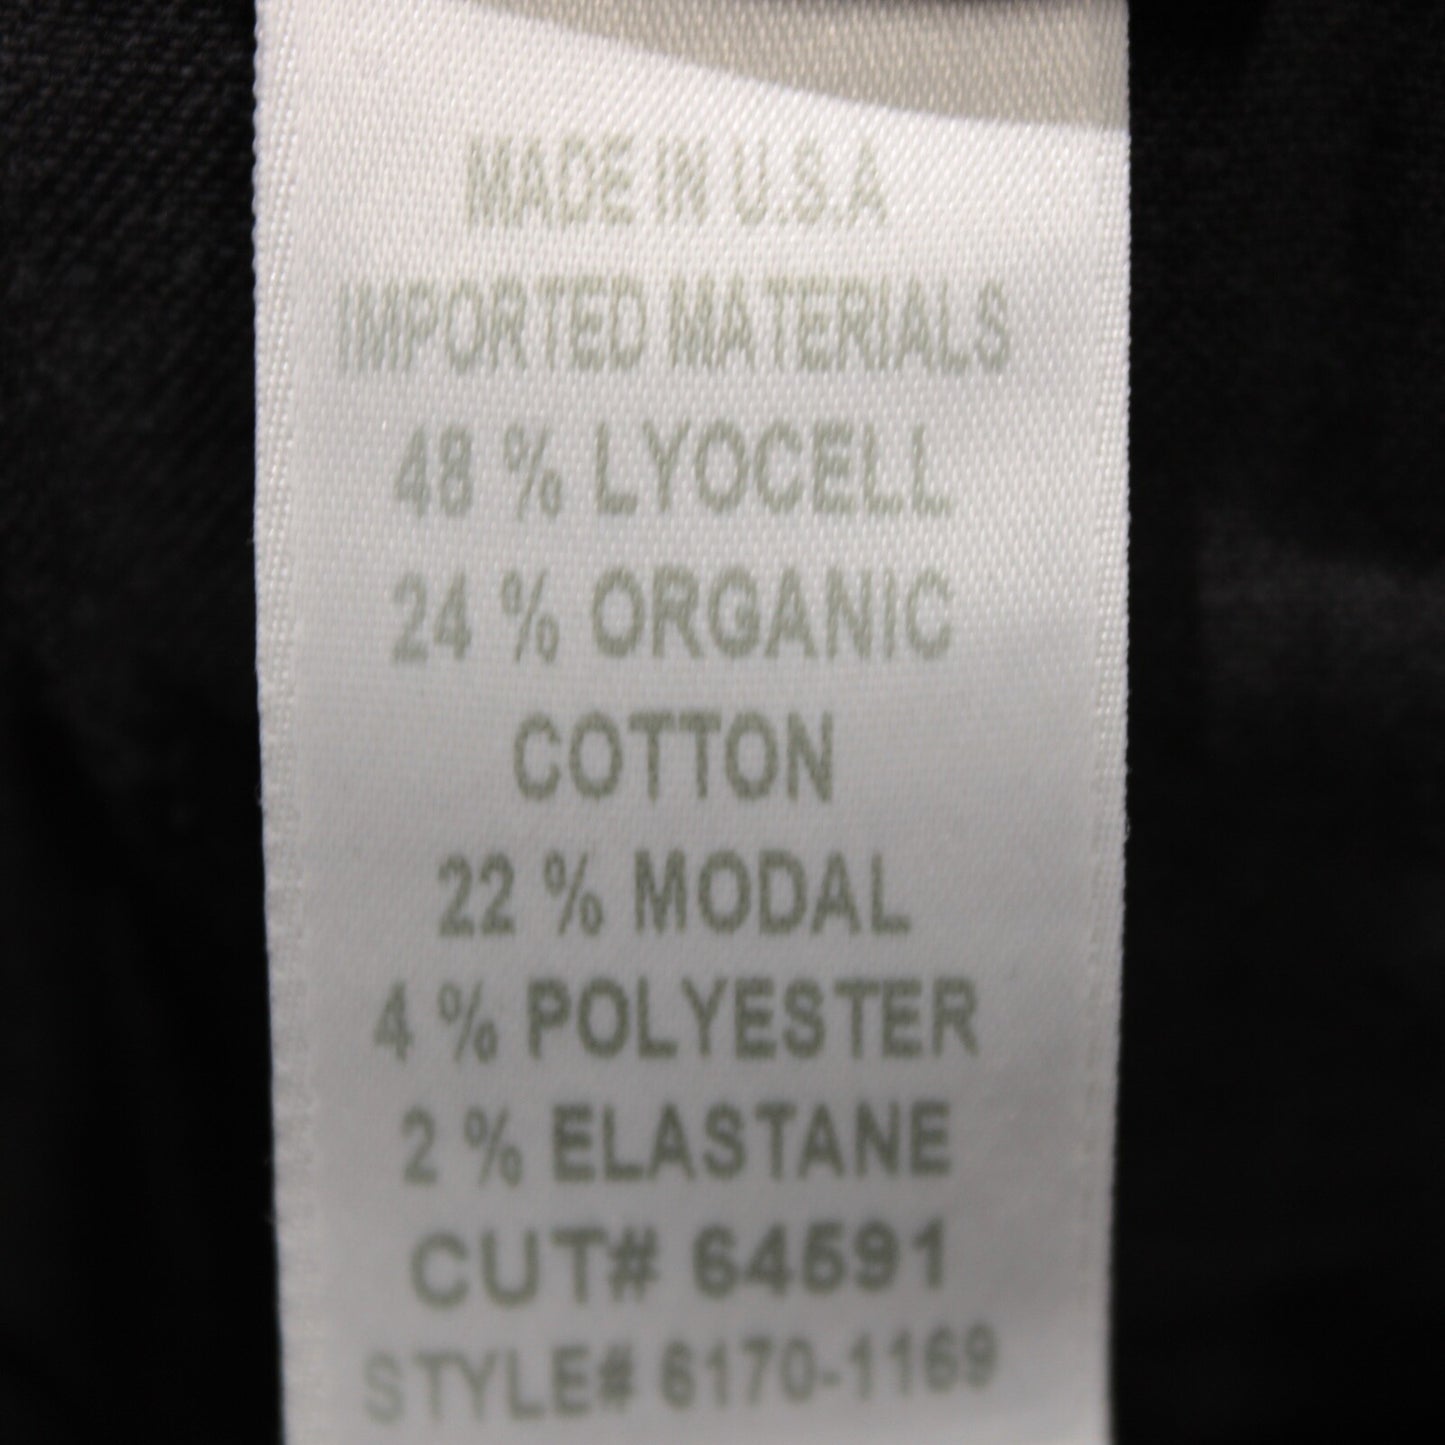 MADE IN U.S.A
IMPORTED MATERIALS
48 % LYOCELL
24 % ORGANIC
COTTON
22 % MODAL
4 % POLYESTER
2 % ELASTANE
CUT# 64591
STYLE# 6170-1169